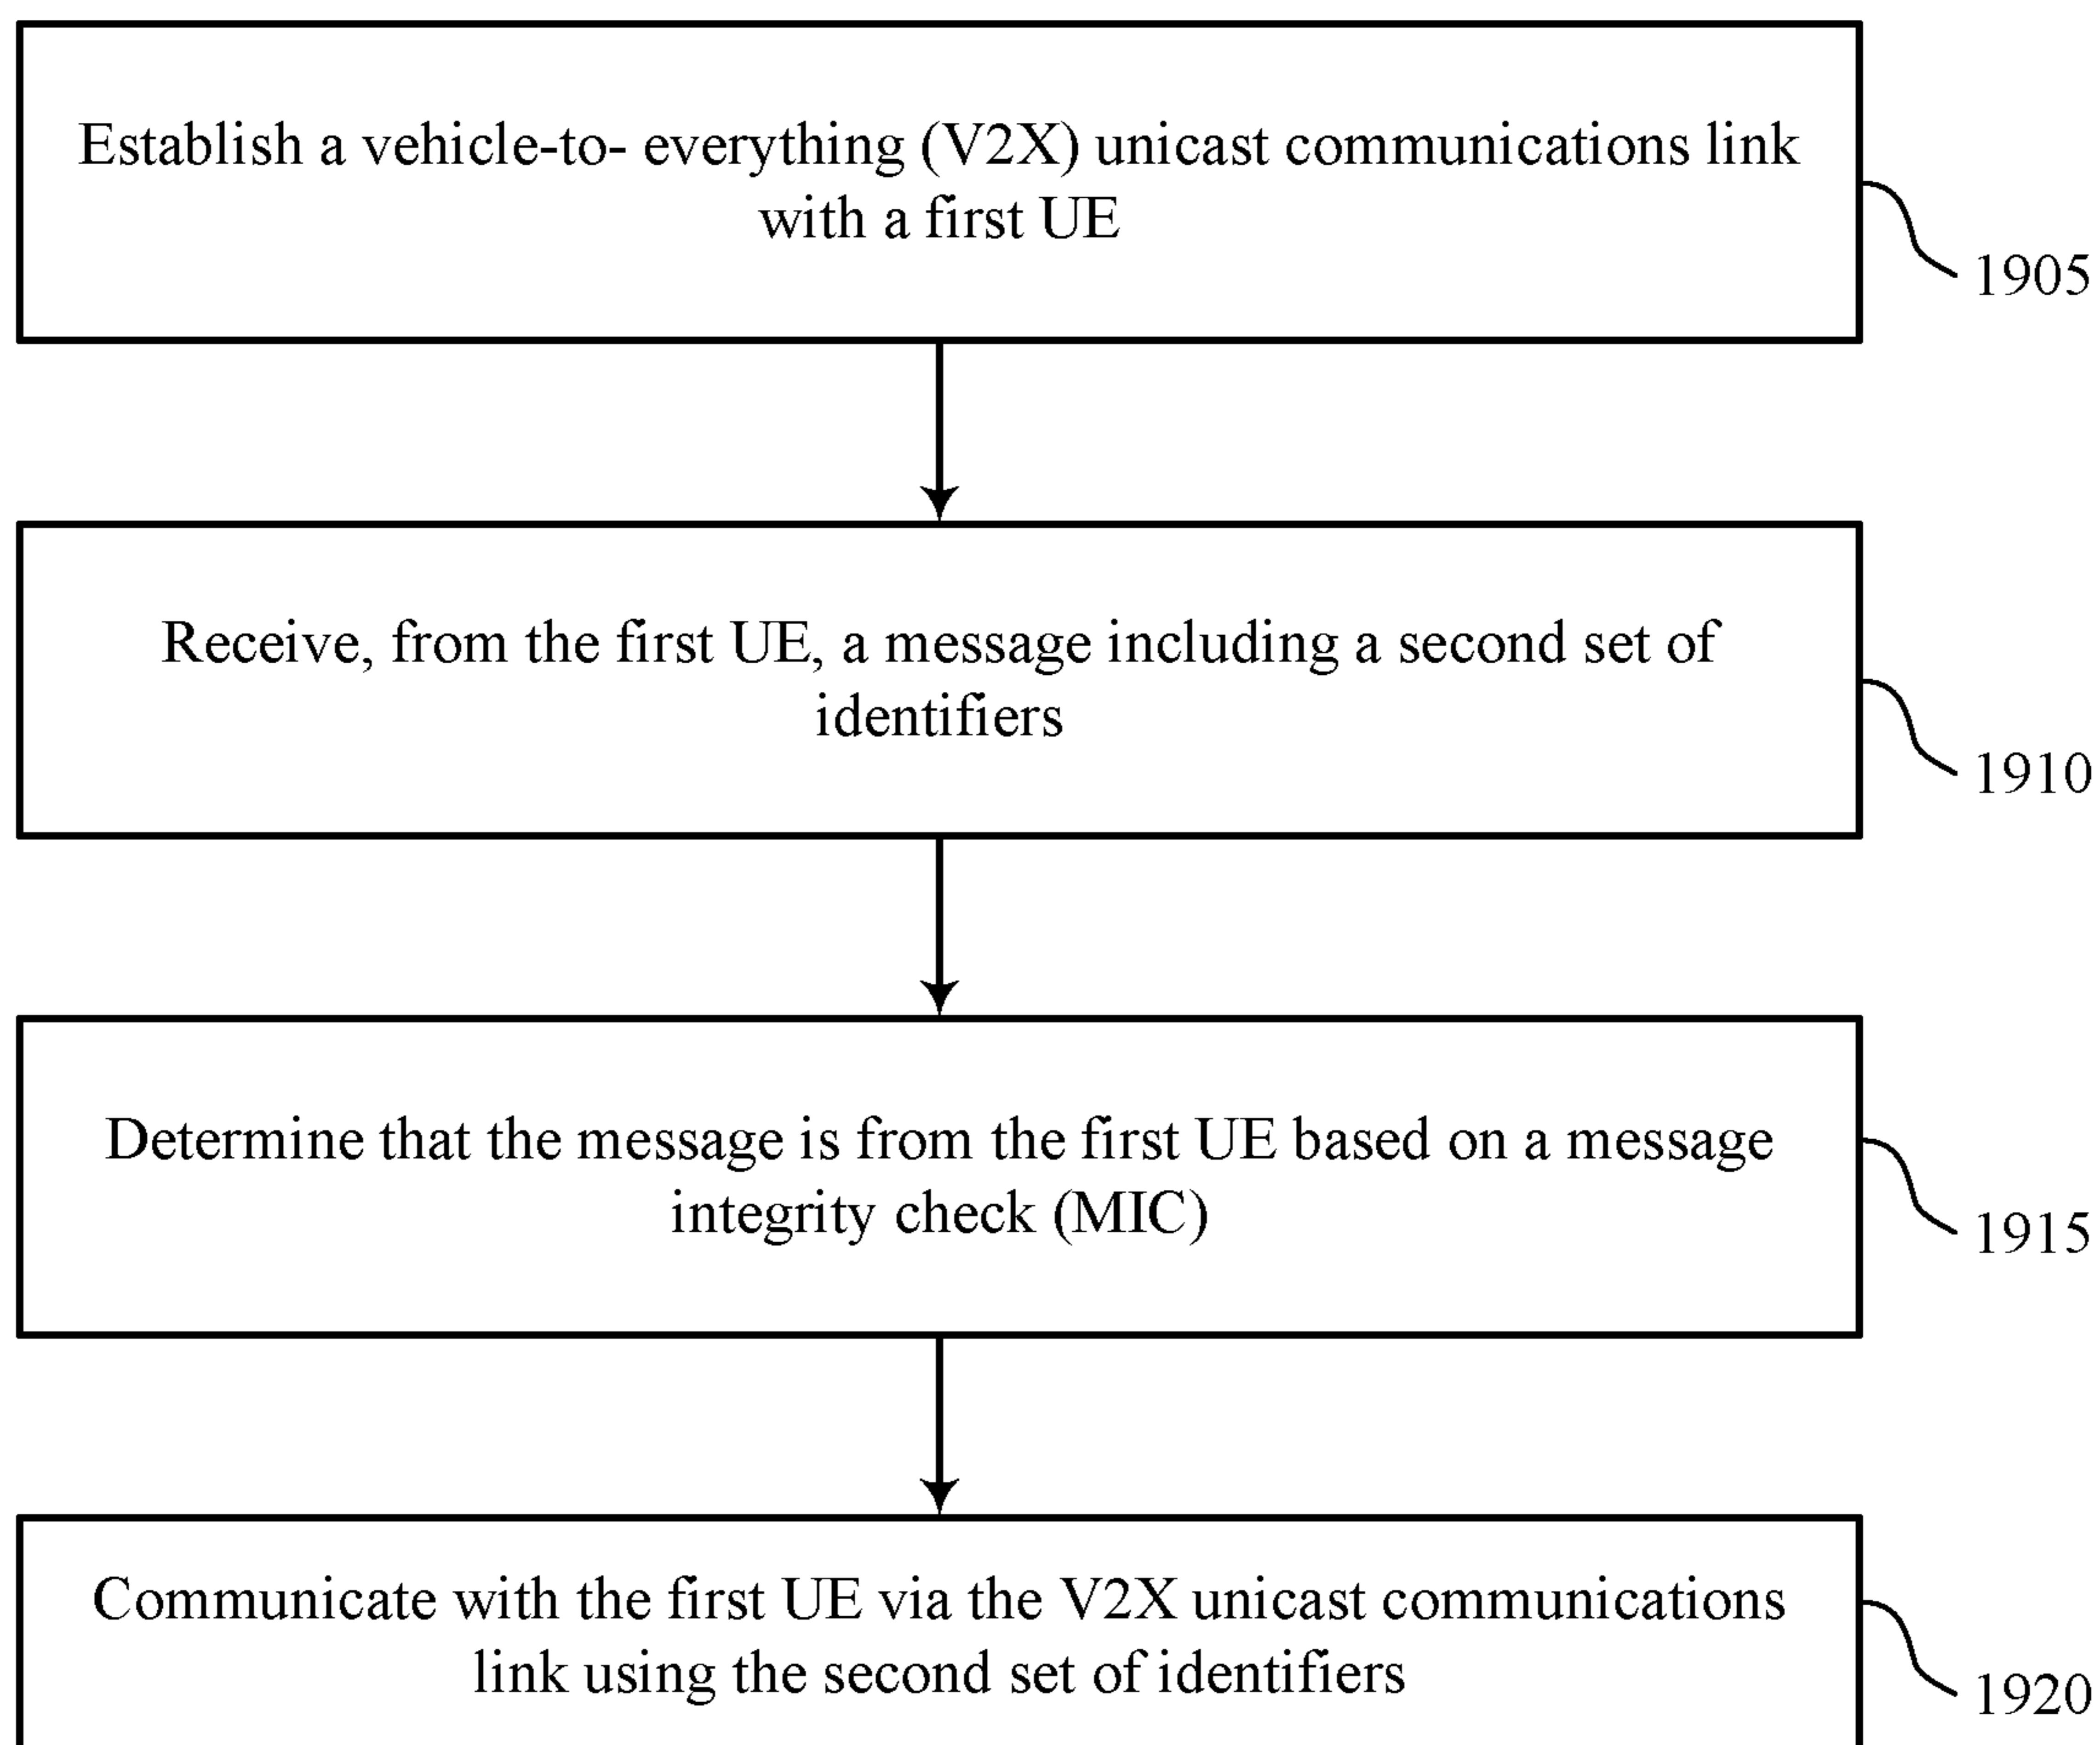 Establish a vehicle-to- everything (V2X) unicast communications link
with a first UE
1905
Receive, from the first UE, a message including a second set of
identifiers
1910
Determine that the message is from the first UE based on a message
integrity check (MIC)
1915
Communicate with the first UE via the V2X unicast communications
link using the second set of identifiers
1920